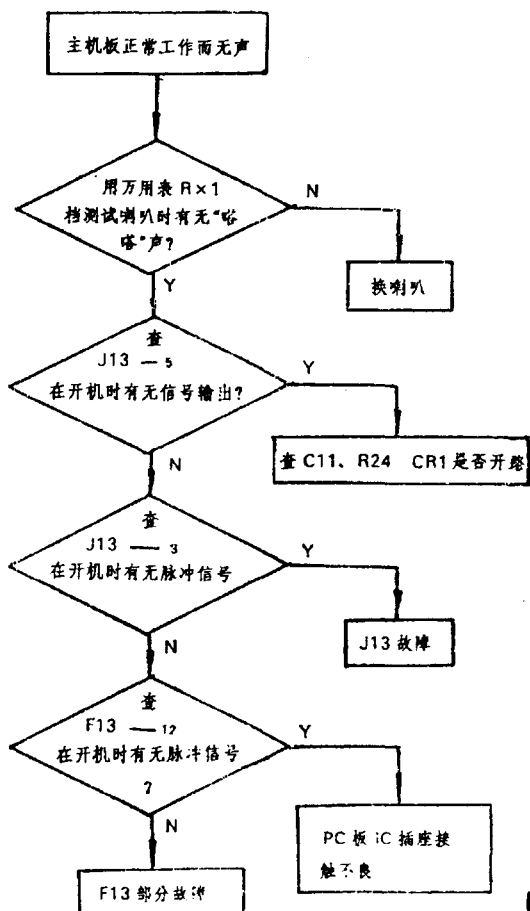 主机板正常工作而无声
用万用表 R×1
档测试喇叭时有无“嗒
嗒”声?
N
换喇叭
Y
查
J13 — 5
在开机时有无信号输出?
Y
查 C11、R24 CR1 是否开路
N
查
J13 — 3
在开机时有无脉冲信号
Y
J13 故障
N
查
F13 — 12
在开机时有无脉冲信号
?
Y
PC 板 iC 插座接
触不良
N
F13 部分故障